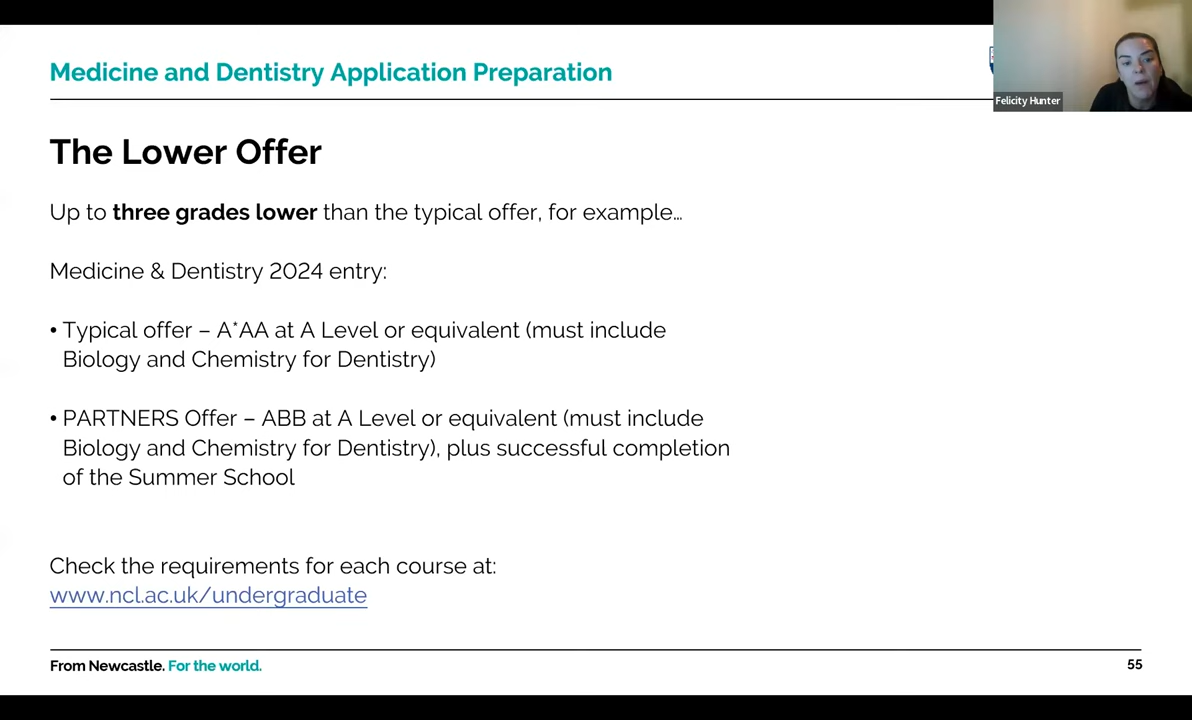 Medicine and Dentistry Application Preparation
Felicity Hunter
The Lower Offer
Up to three grades lower than the typical offer, for example…
Medicine & Dentistry 2024 entry:
• Typical offer – A*AA at A Level or equivalent (must include
Biology and Chemistry for Dentistry)
• PARTNERS Offer – ABB at A Level or equivalent (must include
Biology and Chemistry for Dentistry), plus successful completion
of the Summer School
Check the requirements for each course at:
www.ncl.ac.uk/undergraduate
From Newcastle. For the world.
55